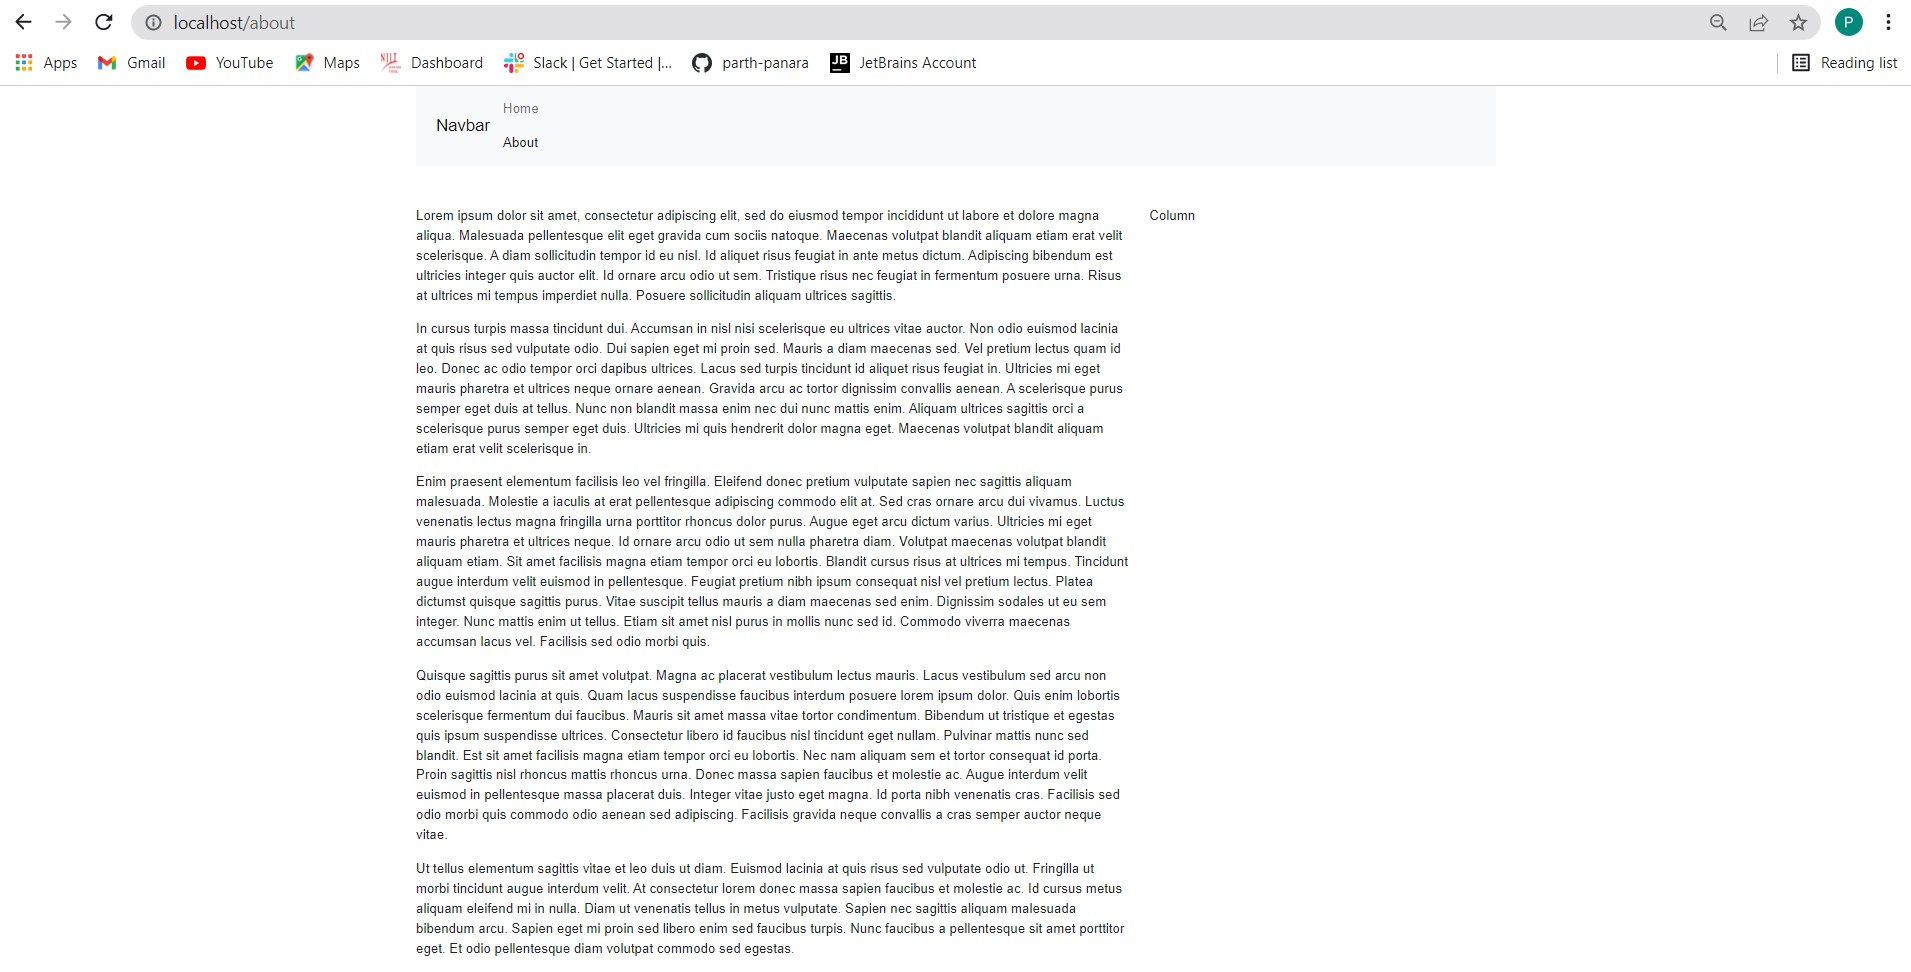 localhost/about
P
Apps
Gmail
YouTube
Maps
Dashboard
Slack | Get Started |...
parth-panara
JB
JetBrains Account
Reading list
Navbar
Home
About
Lorem ipsum dolor sit amet, consectetur adipiscing elit, sed do eiusmod tempor incididunt ut labore et dolore magna
aliqua. Malesuada pellentesque elit eget gravida cum sociis natoque. Maecenas volutpat blandit aliquam etiam erat velit
scelerisque. A diam sollicitudin tempor id eu nisl. Id aliquet risus feugiat in ante metus dictum. Adipiscing bibendum est
ultricies integer quis auctor elit. Id ornare arcu odio ut sem. Tristique risus nec feugiat in fermentum posuere urna. Risus
at ultrices mi tempus imperdiet nulla. Posuere sollicitudin aliquam ultrices sagittis.
In cursus turpis massa tincidunt dui. Accumsan in nisl nisi scelerisque eu ultrices vitae auctor. Non odio euismod lacinia
at quis risus sed vulputate odio. Dui sapien eget mi proin sed. Mauris a diam maecenas sed. Vel pretium lectus quam id
leo. Donec ac odio tempor orci dapibus ultrices. Lacus sed turpis tincidunt id aliquet risus feugiat in. Ultricies mi eget
mauris pharetra et ultrices neque ornare aenean. Gravida arcu ac tortor dignissim convallis aenean. A scelerisque purus
semper eget duis at tellus. Nunc non blandit massa enim nec dui nunc mattis enim. Aliquam ultrices sagittis orci a
scelerisque purus semper eget duis. Ultricies mi quis hendrerit dolor magna eget. Maecenas volutpat blandit aliquam
etiam erat velit scelerisque in.
Enim praesent elementum facilisis leo vel fringilla. Eleifend donec pretium vulputate sapien nec sagittis aliquam
malesuada. Molestie a iaculis at erat pellentesque adipiscing commodo elit at. Sed cras ornare arcu dui vivamus. Luctus
venenatis lectus magna fringilla urna porttitor rhoncus dolor purus. Augue eget arcu dictum varius. Ultricies mi eget
mauris pharetra et ultrices neque. Id ornare arcu odio ut sem nulla pharetra diam. Volutpat maecenas volutpat blandit
aliquam etiam. Sit amet facilisis magna etiam tempor orci eu lobortis. Blandit cursus risus at ultrices mi tempus. Tincidunt
augue interdum velit euismod in pellentesque. Feugiat pretium nibh ipsum consequat nisl vel pretium lectus. Platea
dictumst quisque sagittis purus. Vitae suscipit tellus mauris a diam maecenas sed enim. Dignissim sodales ut eu sem
integer. Nunc mattis enim ut tellus. Etiam sit amet nisl purus in mollis nunc sed id. Commodo viverra maecenas
accumsan lacus vel. Facilisis sed odio morbi quis.
Quisque sagittis purus sit amet volutpat. Magna ac placerat vestibulum lectus mauris. Lacus vestibulum sed arcu non
odio euismod lacinia at quis. Quam lacus suspendisse faucibus interdum posuere lorem ipsum dolor. Quis enim lobortis
scelerisque fermentum dui faucibus. Mauris sit amet massa vitae tortor condimentum. Bibendum ut tristique et egestas
quis ipsum suspendisse ultrices. Consectetur libero id faucibus nisl tincidunt eget nullam. Pulvinar mattis nunc sed
blandit. Est sit amet facilisis magna etiam tempor orci eu lobortis. Nec nam aliquam sem et tortor consequat id porta.
Proin sagittis nisl rhoncus mattis rhoncus urna. Donec massa sapien faucibus et molestie ac. Augue interdum velit
euismod in pellentesque massa placerat duis. Integer vitae justo eget magna. Id porta nibh venenatis cras. Facilisis sed
odio morbi quis commodo odio aenean sed adipiscing. Facilisis gravida neque convallis a cras semper auctor neque
vitae.
Ut tellus elementum sagittis vitae et leo duis ut diam. Euismod lacinia at quis risus sed vulputate odio ut. Fringilla ut
morbi tincidunt augue interdum velit. At consectetur lorem donec massa sapien faucibus et molestie ac. Id cursus metus
aliquam eleifend mi in nulla. Diam ut venenatis tellus in metus vulputate. Sapien nec sagittis aliquam malesuada
bibendum arcu. Sapien eget mi proin sed libero enim sed faucibus turpis. Nunc faucibus a pellentesque sit amet porttitor
eget. Et odio pellentesque diam volutpat commodo sed egestas.
Column